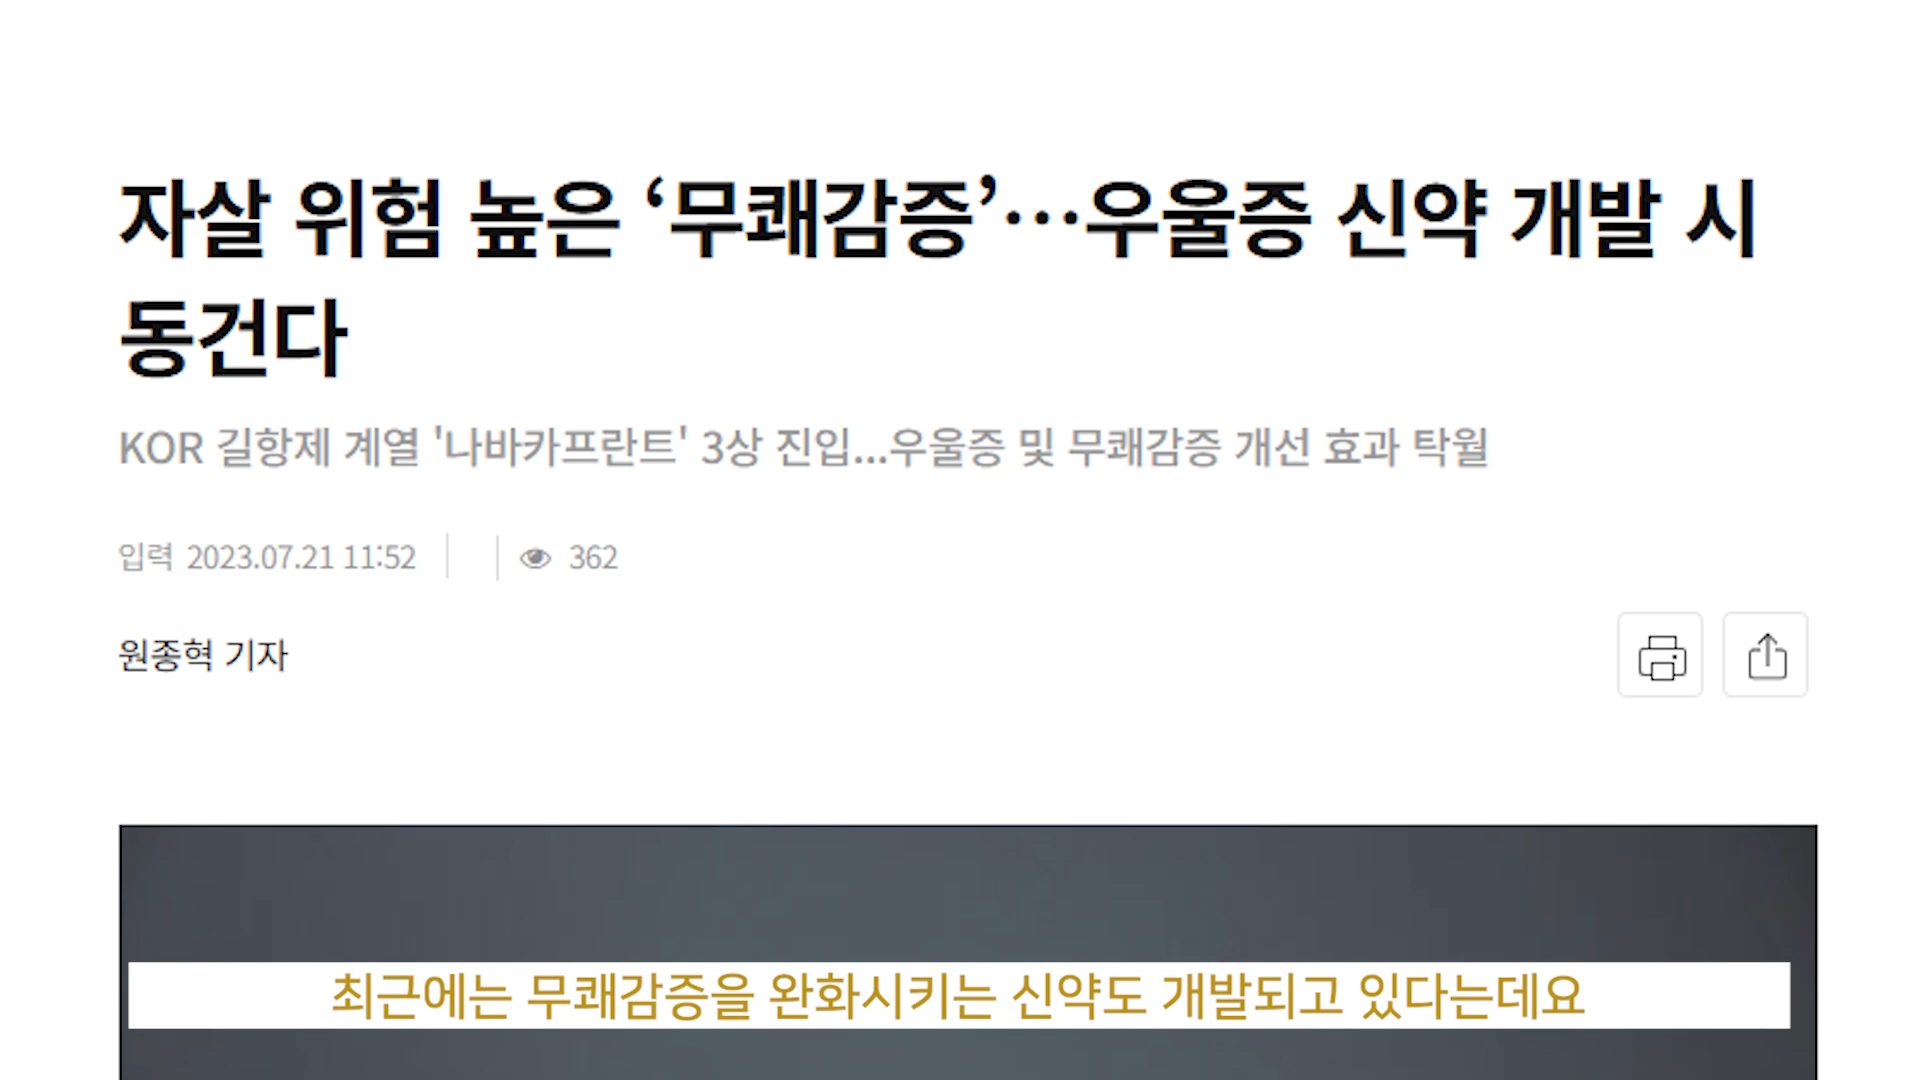 자살 위험 높은 ‘무쾌감증’…우울증 신약 개발 시
동건다
KOR 길항제 계열 '나바카프란트' 3상 진입...우울증 및 무쾌감증 개선 효과 탁월
입력 2023.07.21 11:52 362
원종혁 기자
최근에는 무쾌감증을 완화시키는 신약도 개발되고 있다는데요